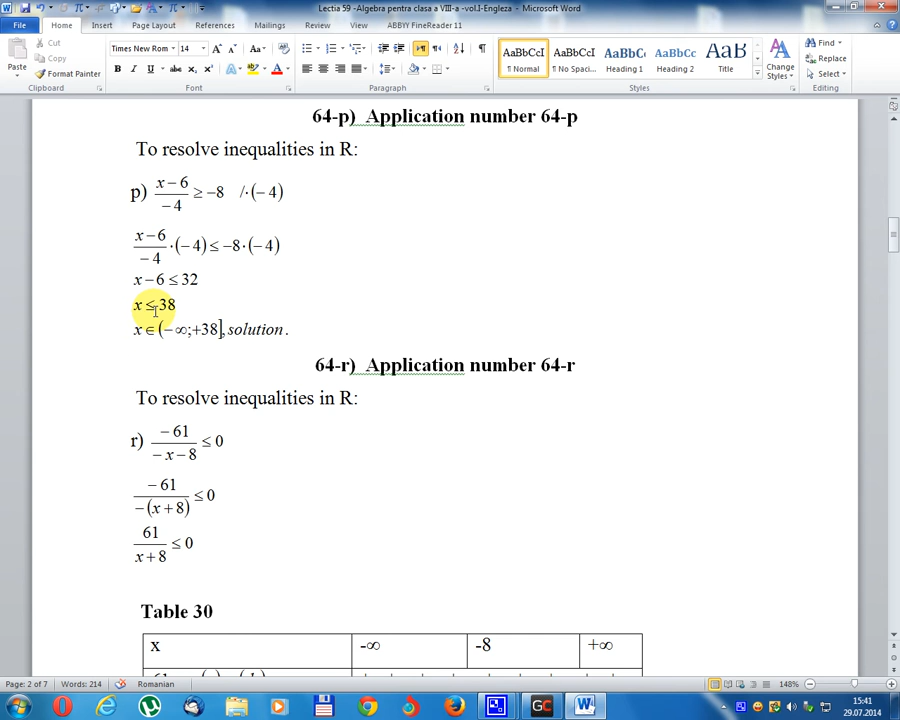 Lectia 59 -Algebra pentra clasa a VIII-a -vol.I-Engleza - Microsoft Word
File Home Insert Page Layout References Mailings Review View ABBYY FineReader 11
Paste Cut Copy Format Painter
Times New Rom 14
AaBbCcI AaBbCcI AaBbC AaBbCc AaB
¶ Normal ¶ No Spaci... Heading 1 Heading 2 Title
Change Styles
Find Replace Select
Clipboard Font Paragraph Styles Editing
64-p) Application number 64-p
To resolve inequalities in R:
p) (x − 6)/(−4) ≥ −8 /·(− 4)
(x − 6)/(−4) ·(− 4) ≤ −8·(− 4)
x − 6 ≤ 32
x ≤ 38
x ∈ (− ∞;+38], solution.
64-r) Application number 64-r
To resolve inequalities in R:
r) (− 61)/(− x − 8) ≤ 0
(− 61)/(−(x + 8)) ≤ 0
61/(x + 8) ≤ 0
Table 30
x -∞ -8 +∞
Page: 2 of 7 Words: 214 Romanian 148%
15:41
29.07.2014